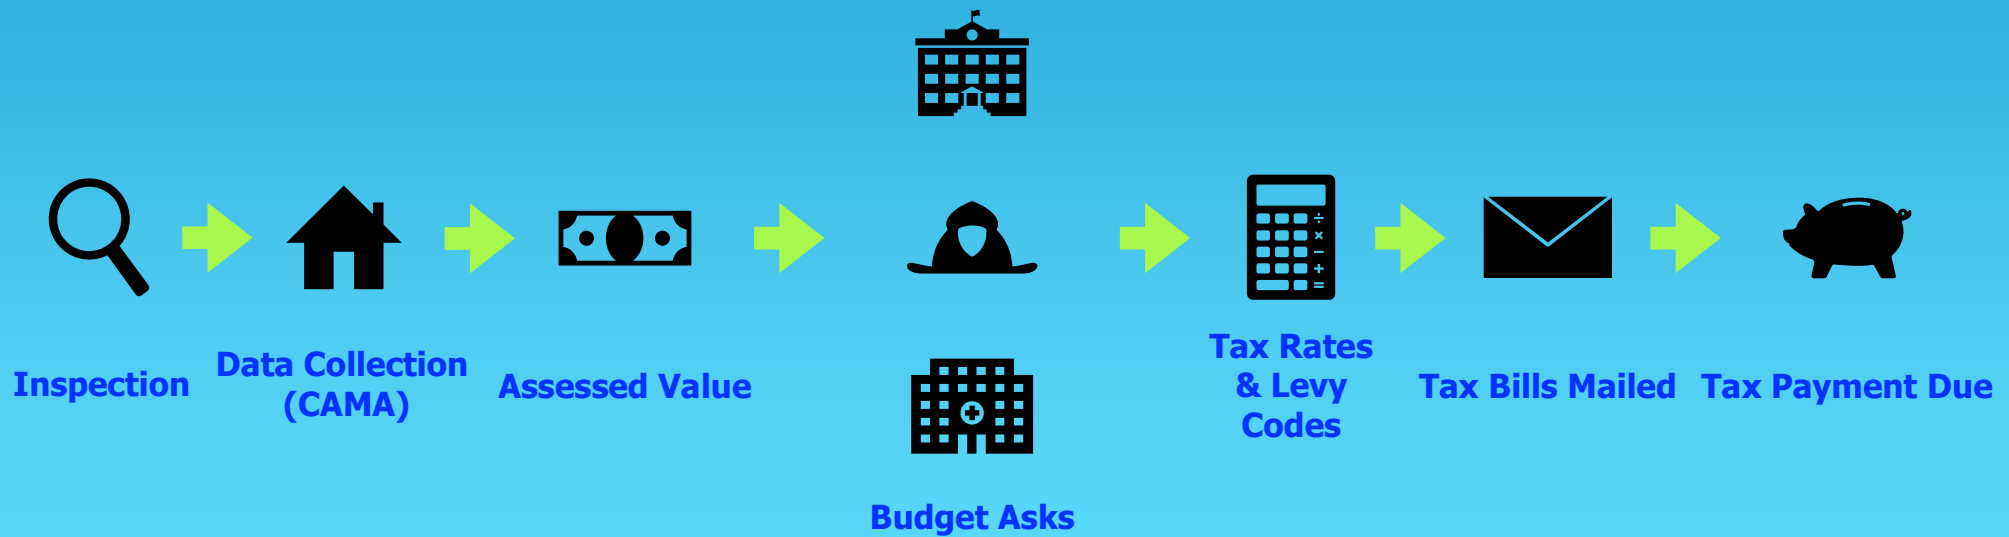 Inspection
Data Collection
(CAMA)
Assessed Value
Budget Asks
Tax Rates
& Levy
Codes
Tax Bills Mailed
Tax Payment Due